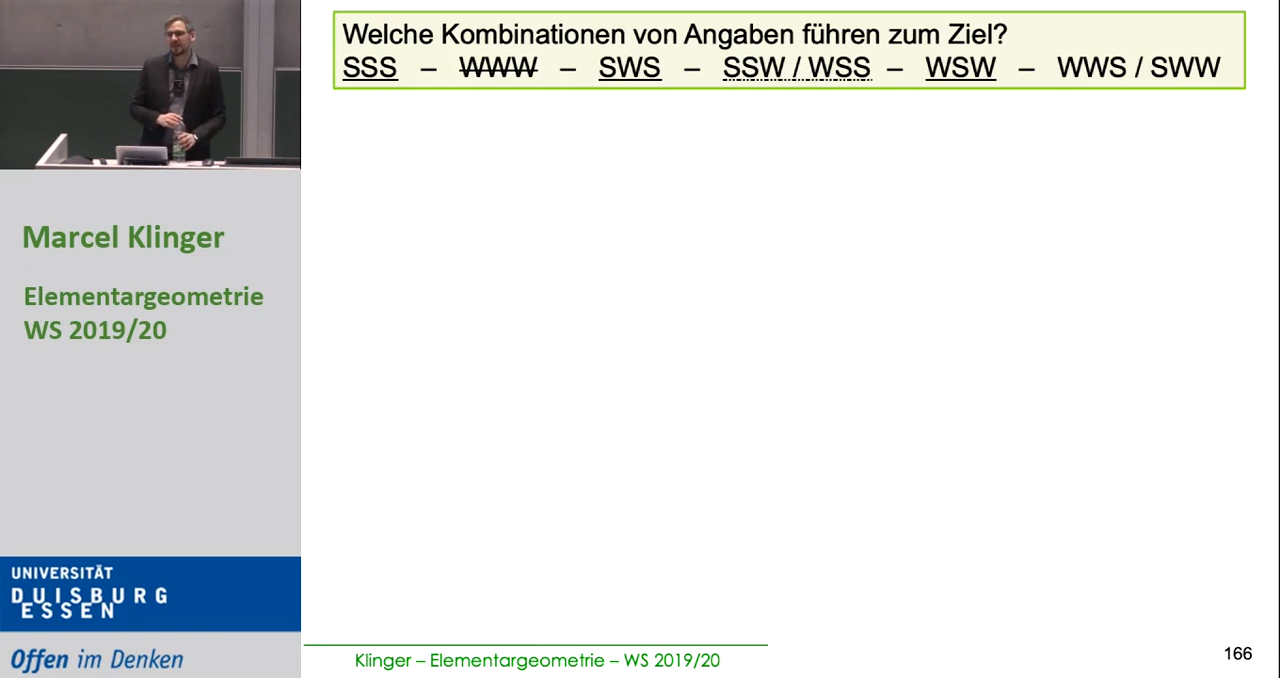 Welche Kombinationen von Angaben führen zum Ziel?
SSS – WWW – SWS – SSW / WSS – WSW – WWS / SWW
Marcel Klinger
Elementargeometrie
WS 2019/20
UNIVERSITÄT
DUISBURG
ESSEN
Offen im Denken
Klinger – Elementargeometrie – WS 2019/20
166